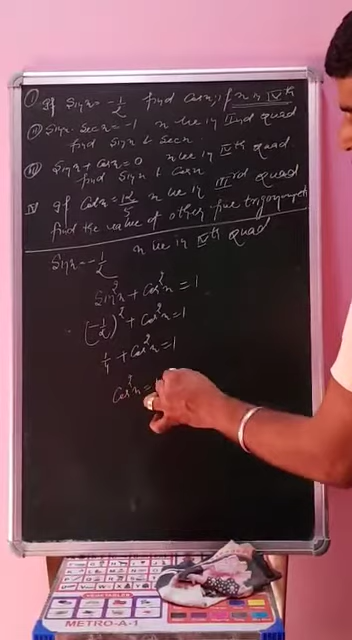 ① If Sinx = -1/2 find Cosx, if x in IVth
② Sinx · Secx = -1 x lie in IInd quad
find Sinx & Secx
③ Sinx + Cosx = 0 x lie in IVth quad
find Sinx & Cosx
IV If Cotx = 12/5 x lie in IIIrd quad
find the value of other five trigonometric
Sinx = -1/2 x lie in IVth quad
Sin²x + Cos²x = 1
(-1/2)² + Cos²x = 1
1/4 + Cos²x = 1
Cos²x =
VEGETABLES
METRO-A-1